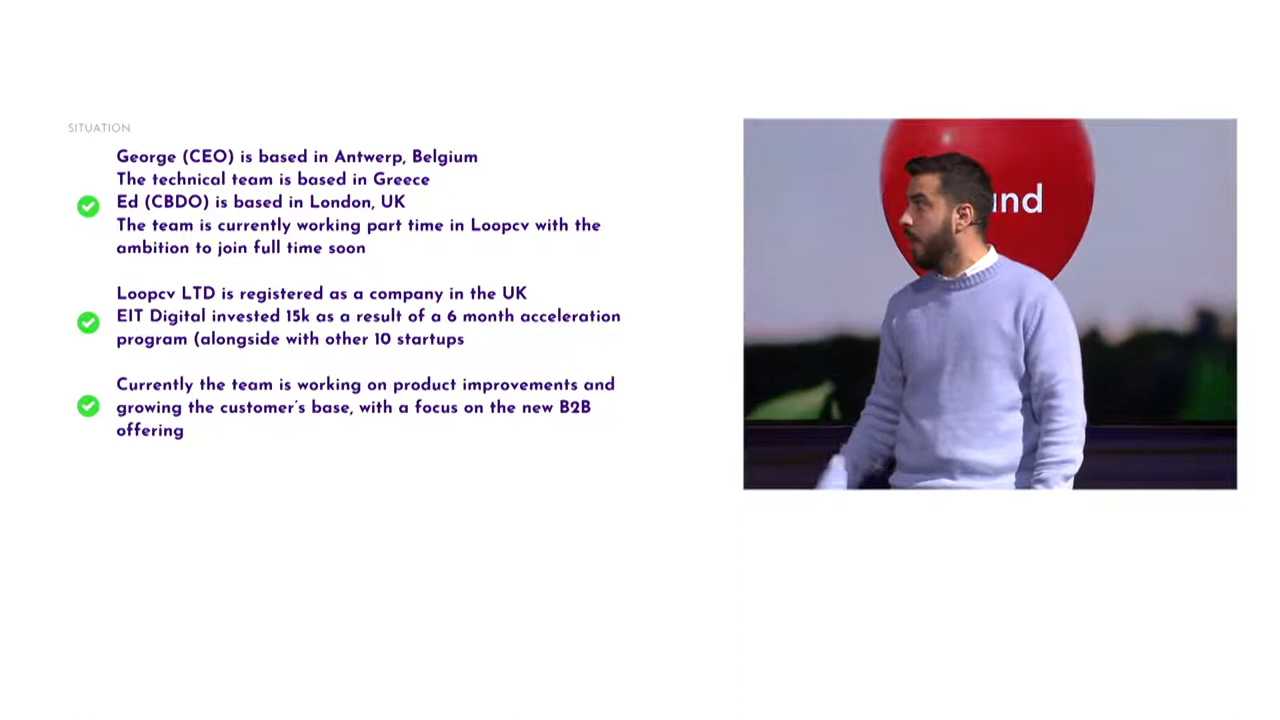 SITUATION
George (CEO) is based in Antwerp, Belgium
The technical team is based in Greece
Ed (CBDO) is based in London, UK
The team is currently working part time in Loopcv with the
ambition to join full time soon
Loopcv LTD is registered as a company in the UK
EIT Digital invested 15k as a result of a 6 month acceleration
program (alongside with other 10 startups
Currently the team is working on product improvements and
growing the customer's base, with a focus on the new B2B
offering